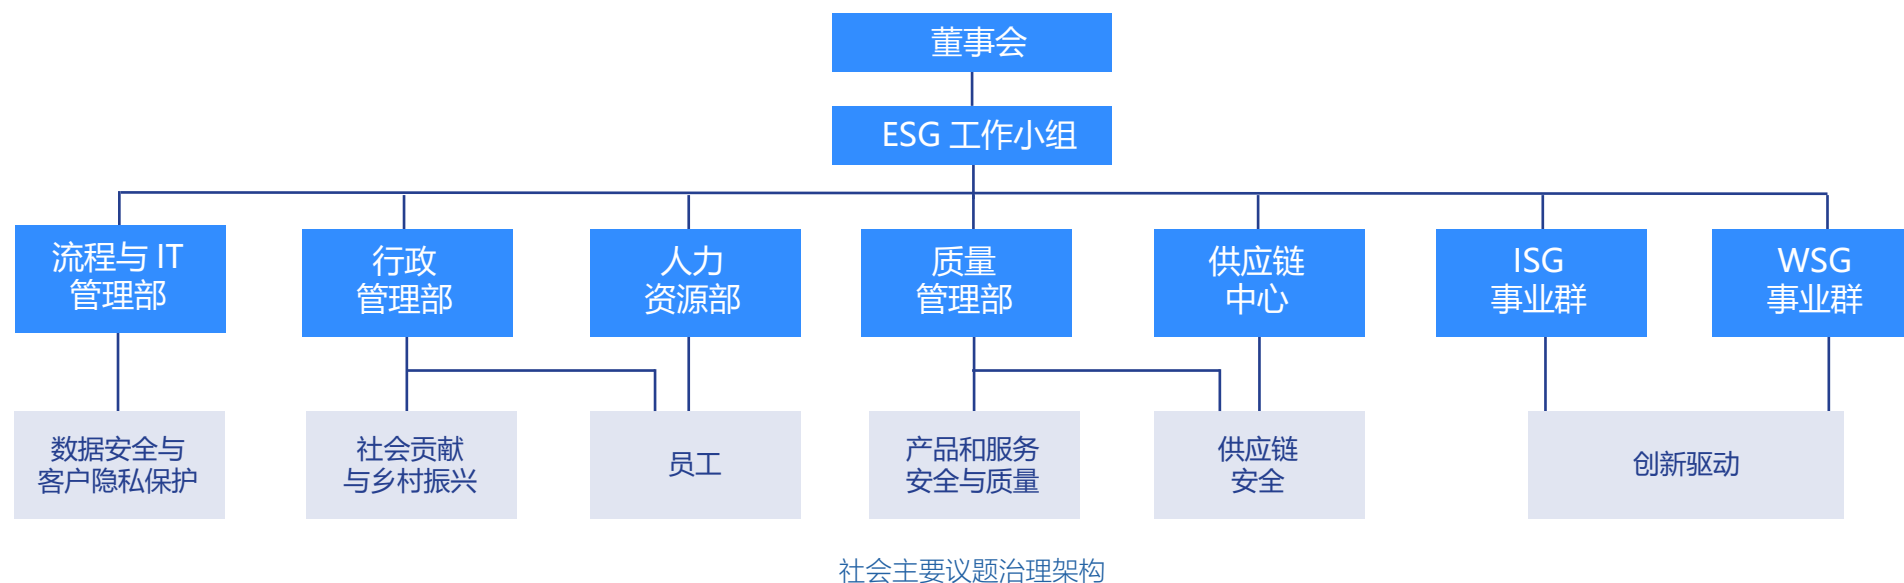 董事会
ESG 工作小组
流程与 IT
管理部
行政
管理部
人力
资源部
质量
管理部
供应链
中心
ISG
事业群
WSG
事业群
数据安全与
客户隐私保护
社会贡献
与乡村振兴
员工
产品和服务
安全与质量
供应链
安全
创新驱动
社会主要议题治理架构